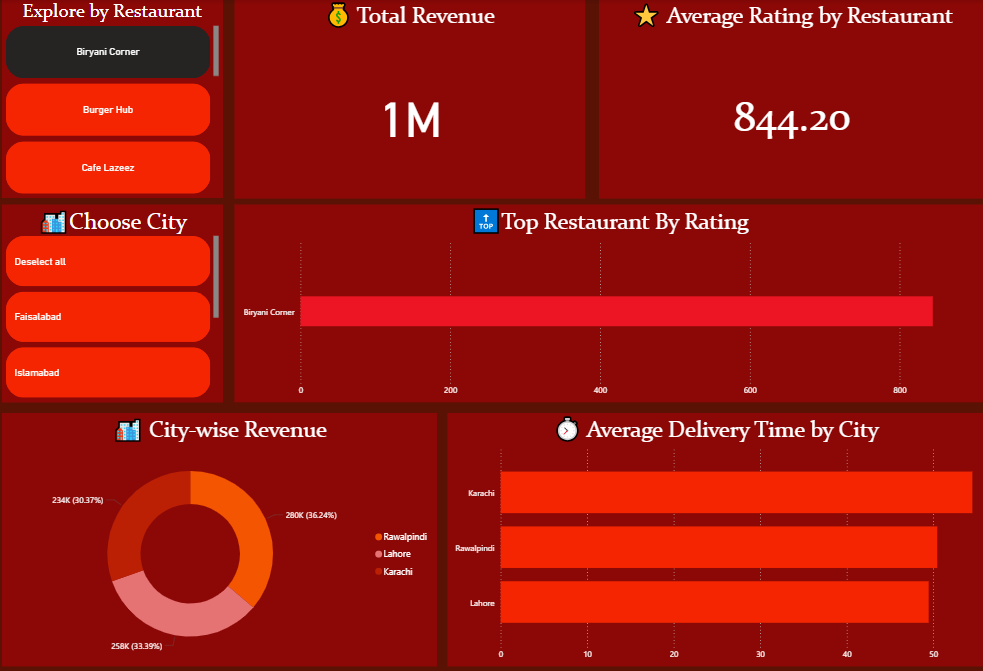 Explore by Restaurant
Biryani Corner
Burger Hub
Cafe Lazeez
💰 Total Revenue
1M
⭐ Average Rating by Restaurant
844.20
🏙️ Choose City
Deselect all
Faisalabad
Islamabad
🔝 Top Restaurant By Rating
Biryani Corner
0 200 400 600 800
🏙️ City-wise Revenue
234K (30.37%)
280K (36.24%)
258K (33.39%)
Rawalpindi
Lahore
Karachi
⏱️ Average Delivery Time by City
Karachi
Rawalpindi
Lahore
0 10 20 30 40 50